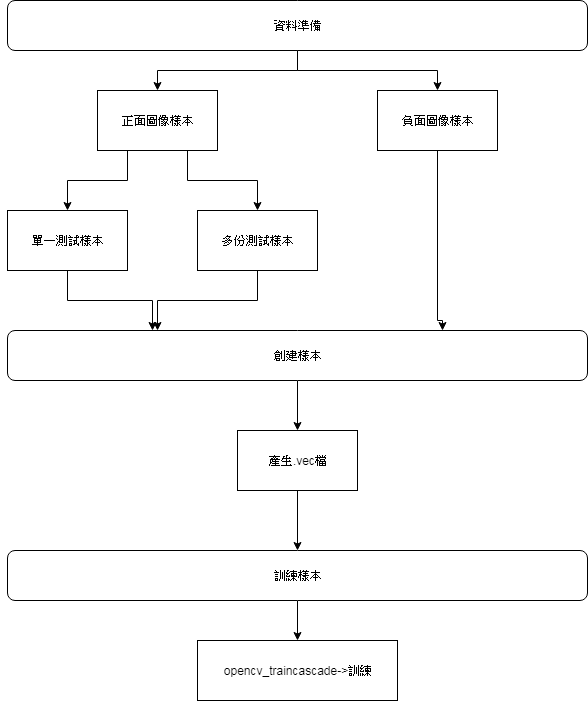 資料準備
正面圖像樣本
負面圖像樣本
單一測試樣本
多份測試樣本
創建樣本
產生.vec檔
訓練樣本
opencv_traincascade->訓練